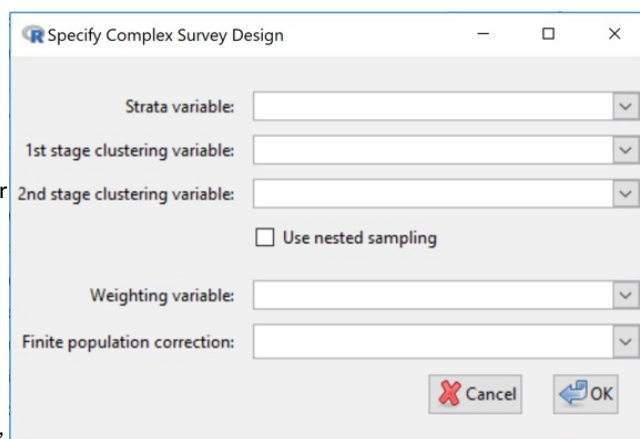 Specify Complex Survey Design
Strata variable:
1st stage clustering variable:
r 2nd stage clustering variable:
Use nested sampling
Weighting variable:
Finite population correction:
Cancel OK
,